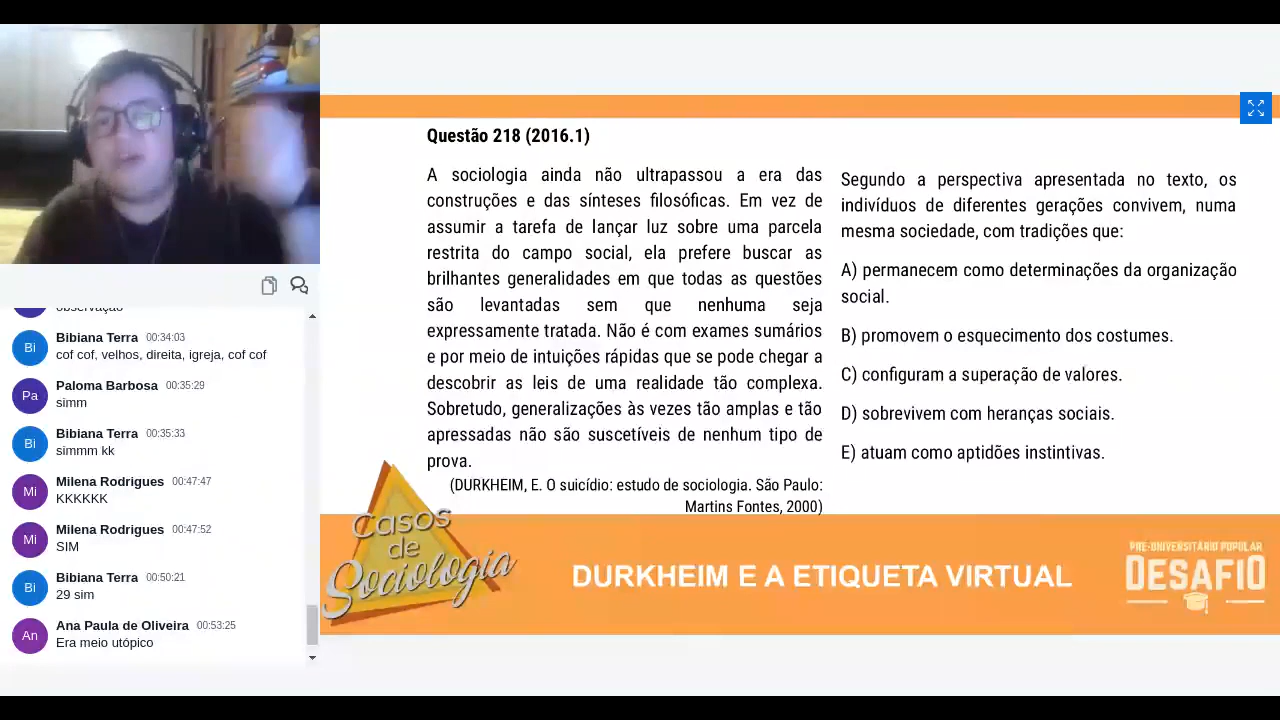 observação
Bi
Bibiana Terra 00:34:03
cof cof, velhos, direita, igreja, cof cof
Pa
Paloma Barbosa 00:35:29
simm
Bi
Bibiana Terra 00:35:33
simmm kk
Mi
Milena Rodrigues 00:47:47
KKKKKK
Mi
Milena Rodrigues 00:47:52
SIM
Bi
Bibiana Terra 00:50:21
29 sim
An
Ana Paula de Oliveira 00:53:25
Era meio utópico
Questão 218 (2016.1)
A sociologia ainda não ultrapassou a era das
construções e das sínteses filosóficas. Em vez de
assumir a tarefa de lançar luz sobre uma parcela
restrita do campo social, ela prefere buscar as
brilhantes generalidades em que todas as questões
são levantadas sem que nenhuma seja
expressamente tratada. Não é com exames sumários
e por meio de intuições rápidas que se pode chegar a
descobrir as leis de uma realidade tão complexa.
Sobretudo, generalizações às vezes tão amplas e tão
apressadas não são suscetíveis de nenhum tipo de
prova.
(DURKHEIM, E. O suicídio: estudo de sociologia. São Paulo:
Martins Fontes, 2000)
Segundo a perspectiva apresentada no texto, os
indivíduos de diferentes gerações convivem, numa
mesma sociedade, com tradições que:
A) permanecem como determinações da organização
social.
B) promovem o esquecimento dos costumes.
C) configuram a superação de valores.
D) sobrevivem com heranças sociais.
E) atuam como aptidões instintivas.
Casos
de
Sociologia
DURKHEIM E A ETIQUETA VIRTUAL
PRÉ-UNIVERSITÁRIO POPULAR
DESAFIO